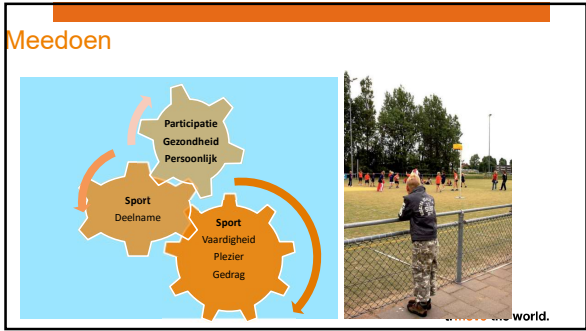 Meedoen
Participatie
Gezondheid
Persoonlijk
Sport
Deelname
Sport
Vaardigheid
Plezier
Gedrag
the world.